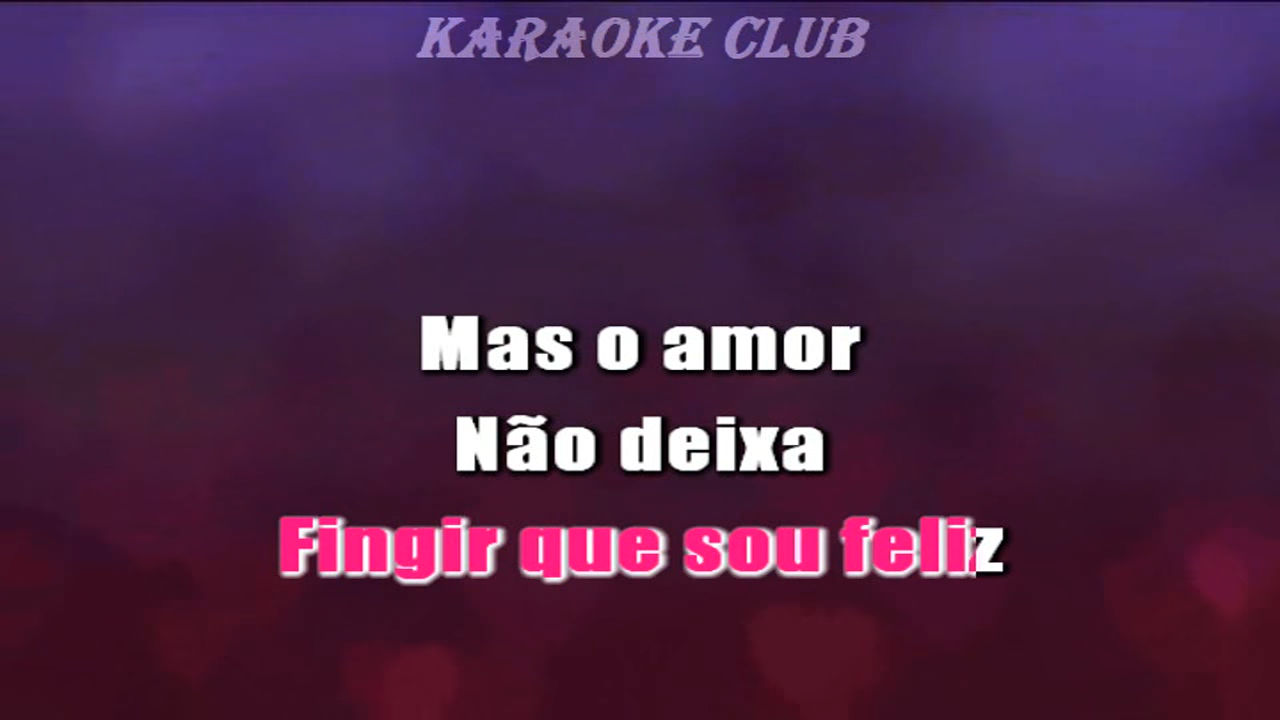 KARAOKE CLUB
Mas o amor
Não deixa
Fingir que sou feliz